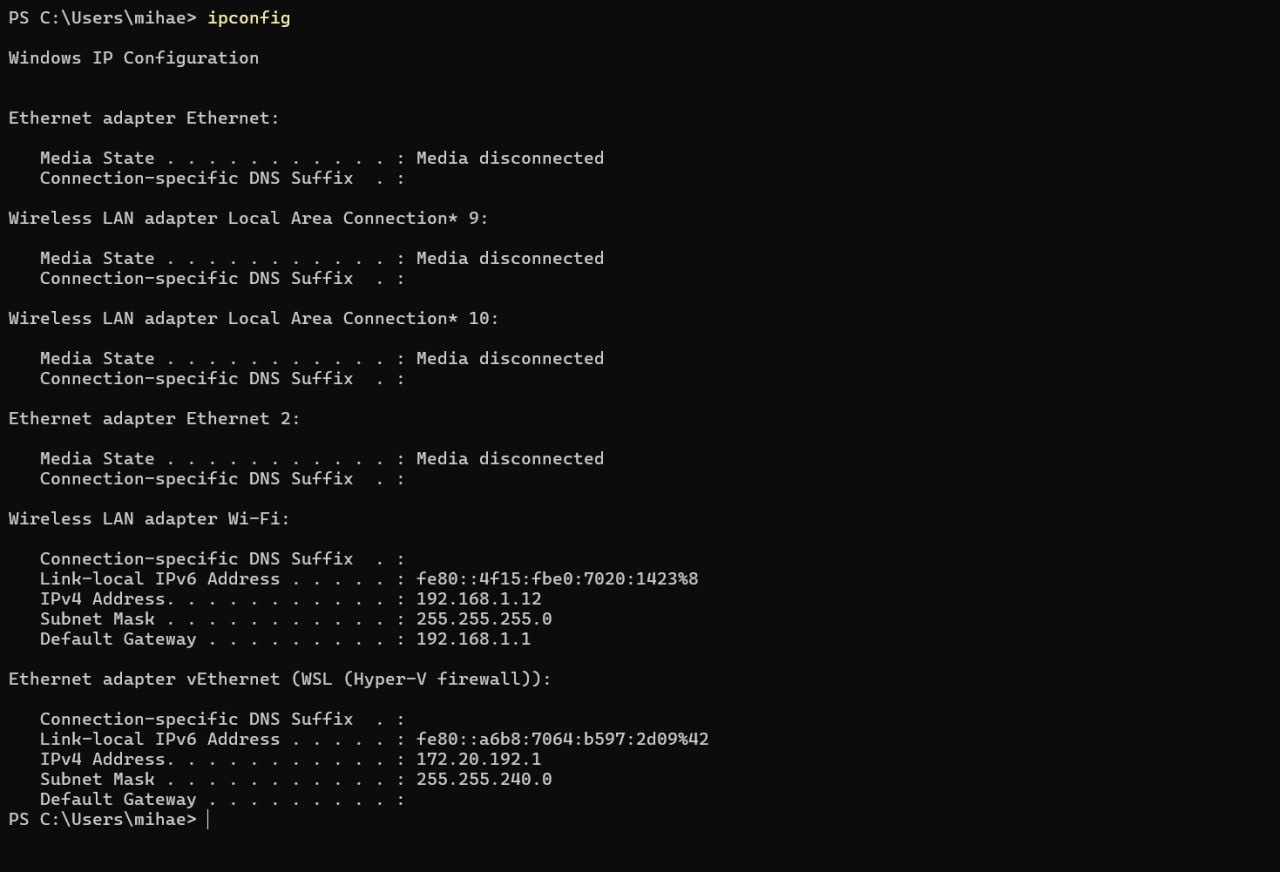 PS C:\Users\mihae> ipconfig
Windows IP Configuration
Ethernet adapter Ethernet:
   Media State . . . . . . . . . . . : Media disconnected
   Connection-specific DNS Suffix  . :
Wireless LAN adapter Local Area Connection* 9:
   Media State . . . . . . . . . . . : Media disconnected
   Connection-specific DNS Suffix  . :
Wireless LAN adapter Local Area Connection* 10:
   Media State . . . . . . . . . . . : Media disconnected
   Connection-specific DNS Suffix  . :
Ethernet adapter Ethernet 2:
   Media State . . . . . . . . . . . : Media disconnected
   Connection-specific DNS Suffix  . :
Wireless LAN adapter Wi-Fi:
   Connection-specific DNS Suffix  . :
   Link-local IPv6 Address . . . . . : fe80::4f15:fbe0:7020:1423%8
   IPv4 Address. . . . . . . . . . . : 192.168.1.12
   Subnet Mask . . . . . . . . . . . : 255.255.255.0
   Default Gateway . . . . . . . . . : 192.168.1.1
Ethernet adapter vEthernet (WSL (Hyper-V firewall)):
   Connection-specific DNS Suffix  . :
   Link-local IPv6 Address . . . . . : fe80::a6b8:7064:b597:2d09%42
   IPv4 Address. . . . . . . . . . . : 172.20.192.1
   Subnet Mask . . . . . . . . . . . : 255.255.240.0
   Default Gateway . . . . . . . . . :
PS C:\Users\mihae>